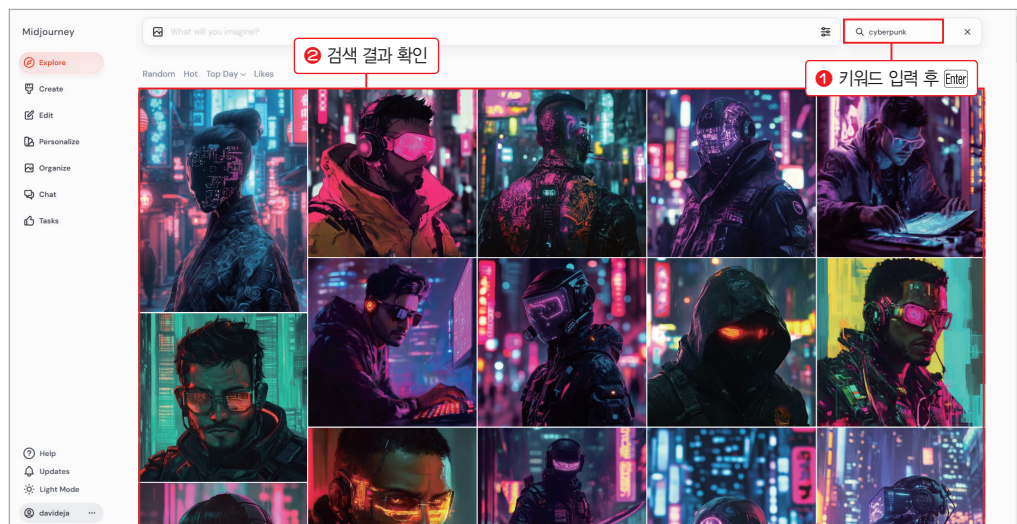 Midjourney
What will you imagine?
cyberpunk
❷ 검색 결과 확인
❶ 키워드 입력 후 Enter
Explore
Create
Edit
Personalize
Organize
Chat
Tasks
Random Hot Top Day Likes
Help
Updates
Light Mode
davideja ...